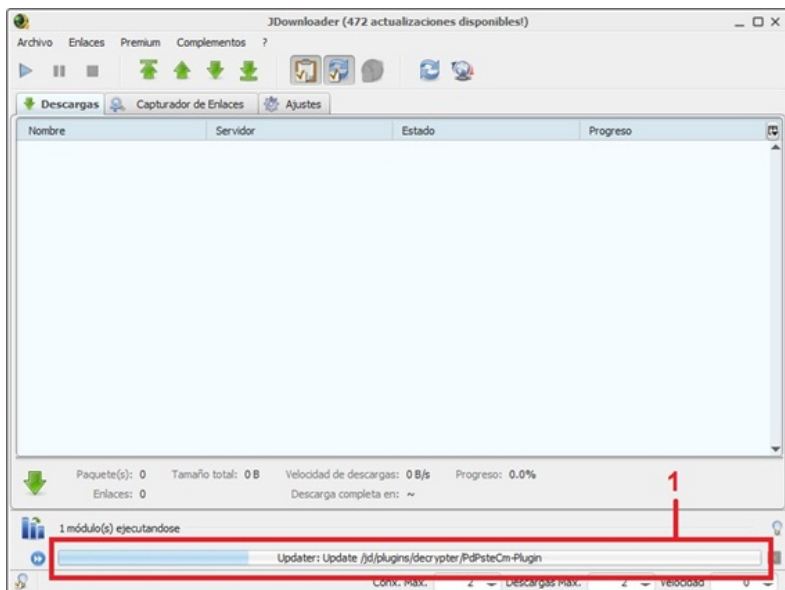 JDownloader (472 actualizaciones disponibles!)
Archivo Enlaces Premium Complementos ?
Descargas Capturador de Enlaces Ajustes
Nombre Servidor Estado Progreso
Paquete(s): 0 Tamaño total: 0 B Velocidad de descargas: 0 B/s Progreso: 0.0%
Enlaces: 0 Descarga completa en: ~
1
1 módulo(s) ejecutandose
Updater: Update /jd/plugins/decrypter/PdPsteCm-Plugin
Conx. Máx. 2 Descargas Máx. 2 Velocidad 0